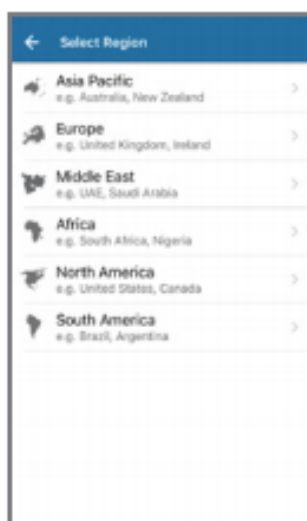 Select Region
Asia Pacific
e.g. Australia, New Zealand
Europe
e.g. United Kingdom, Ireland
Middle East
e.g. UAE, Saudi Arabia
Africa
e.g. South Africa, Nigeria
North America
e.g. United States, Canada
South America
e.g. Brazil, Argentina